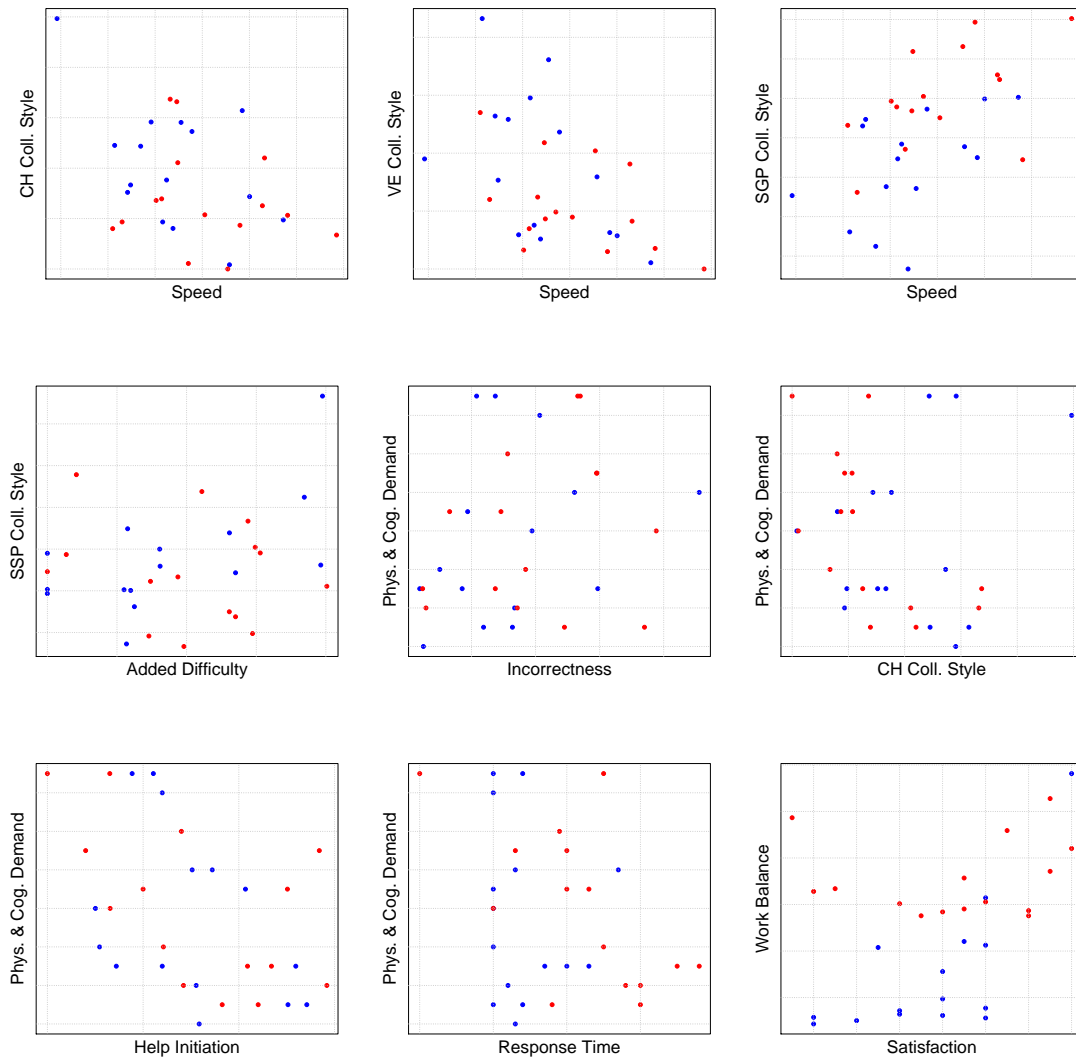 CH Coll. Style
Speed
VE Coll. Style
Speed
SGP Coll. Style
Speed
SSP Coll. Style
Added Difficulty
Phys. & Cog. Demand
Incorrectness
Phys. & Cog. Demand
CH Coll. Style
Phys. & Cog. Demand
Help Initiation
Phys. & Cog. Demand
Response Time
Work Balance
Satisfaction